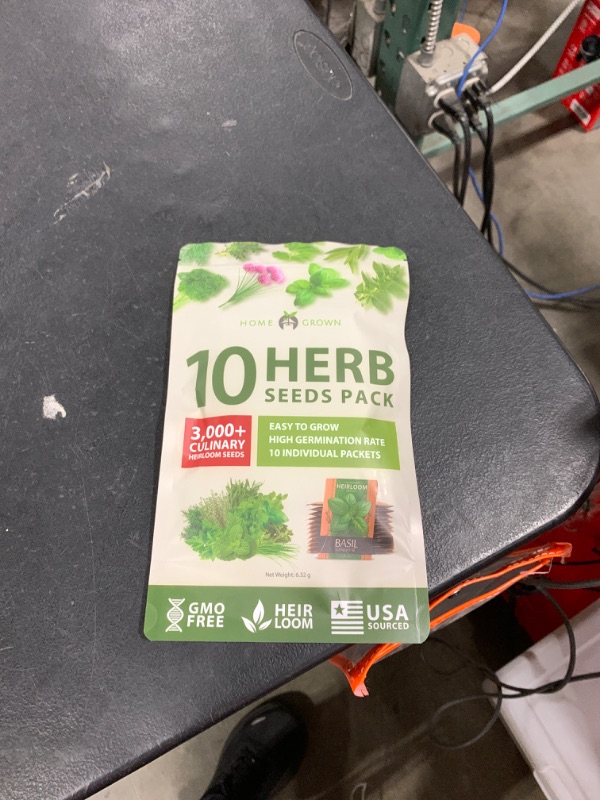 HOME GROWN
10 HERB
SEEDS PACK
3,000+
CULINARY
HEIRLOOM SEEDS
EASY TO GROW
HIGH GERMINATION RATE
10 INDIVIDUAL PACKETS
HEIRLOOM
BASIL
Net Weight: 6.52 g
GMO
FREE
HEIR
LOOM
USA
SOURCED